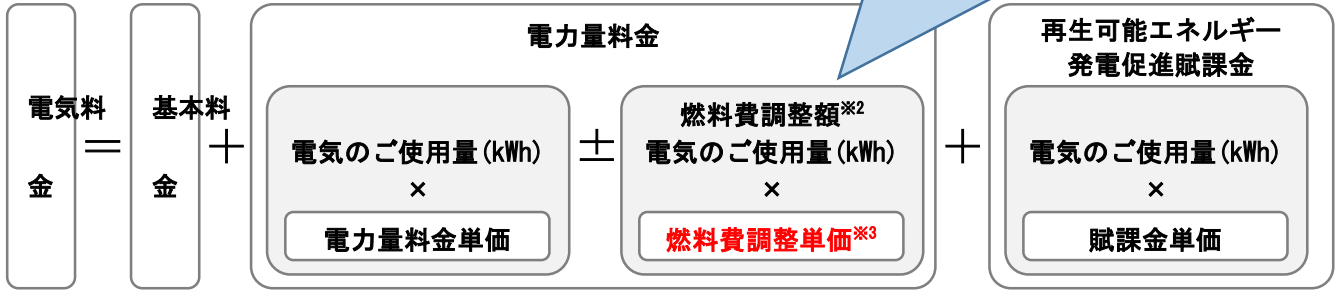 電気料
金
＝
基本料
金
＋
電力量料金
電気のご使用量(kWh)
×
電力量料金単価
±
燃料費調整額※2
電気のご使用量(kWh)
×
燃料費調整単価※3
＋
再生可能エネルギー
発電促進賦課金
電気のご使用量(kWh)
×
賦課金単価